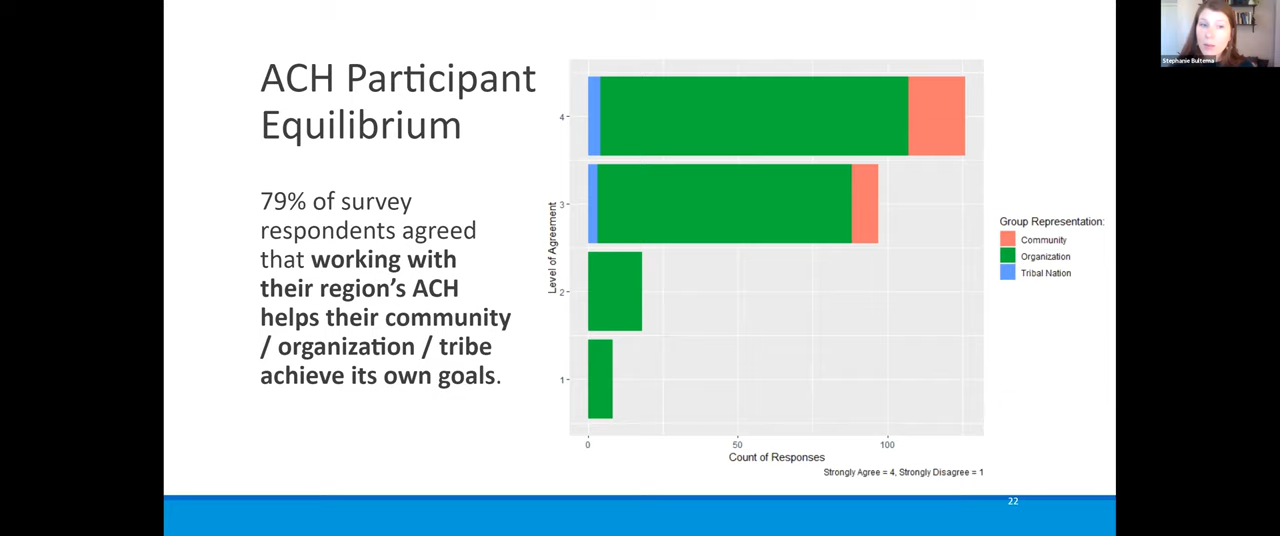 ACH Participant
Equilibrium
79% of survey
respondents agreed
that working with
their region's ACH
helps their community
/ organization / tribe
achieve its own goals.
Level of Agreement
4
3
2
1
0
50
100
Count of Responses
Strongly Agree = 4, Strongly Disagree = 1
Group Representation:
Community
Organization
Tribal Nation
22
Stephanie Bultema